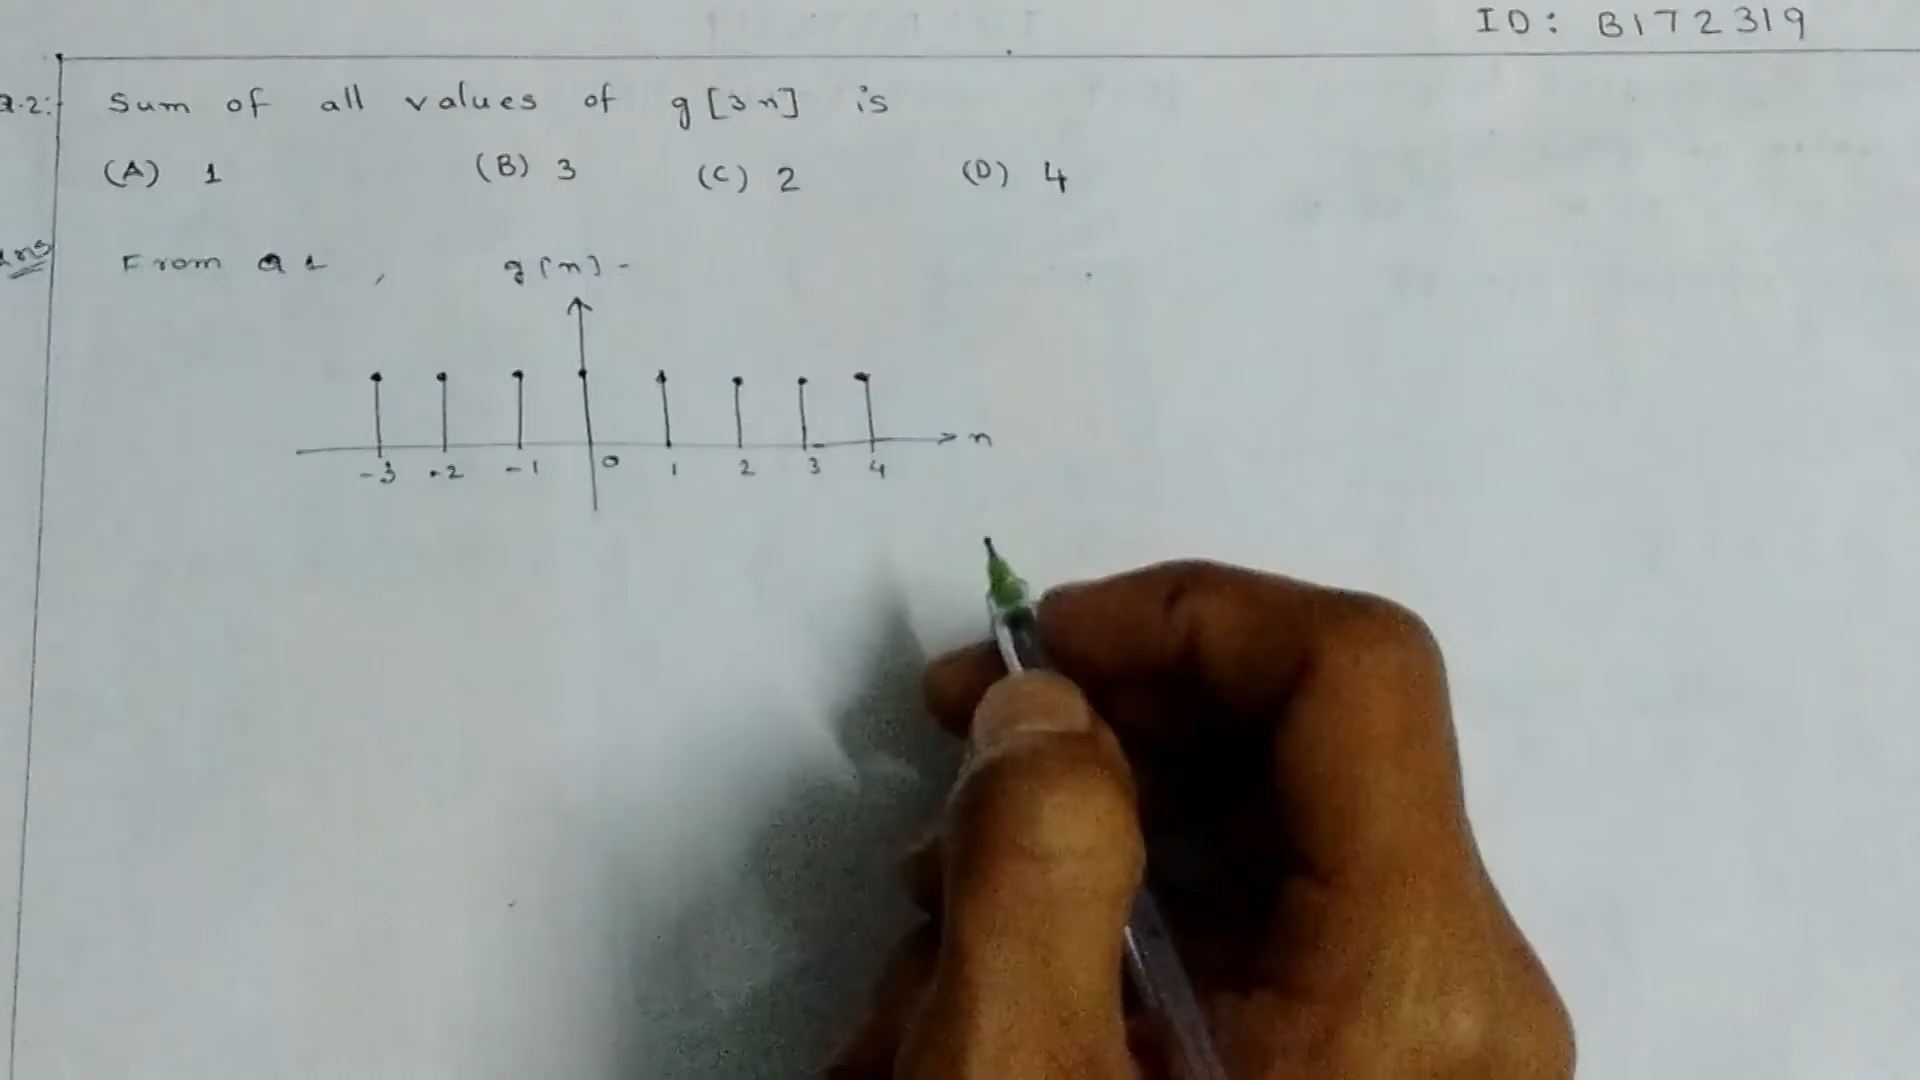 ID: B172319
Q.2:- Sum of all values of g[3n] is
(A) 1 (B) 3 (C) 2 (D) 4
Ans From Q1, g[n] -
-3 -2 -1 0 1 2 3 4 n